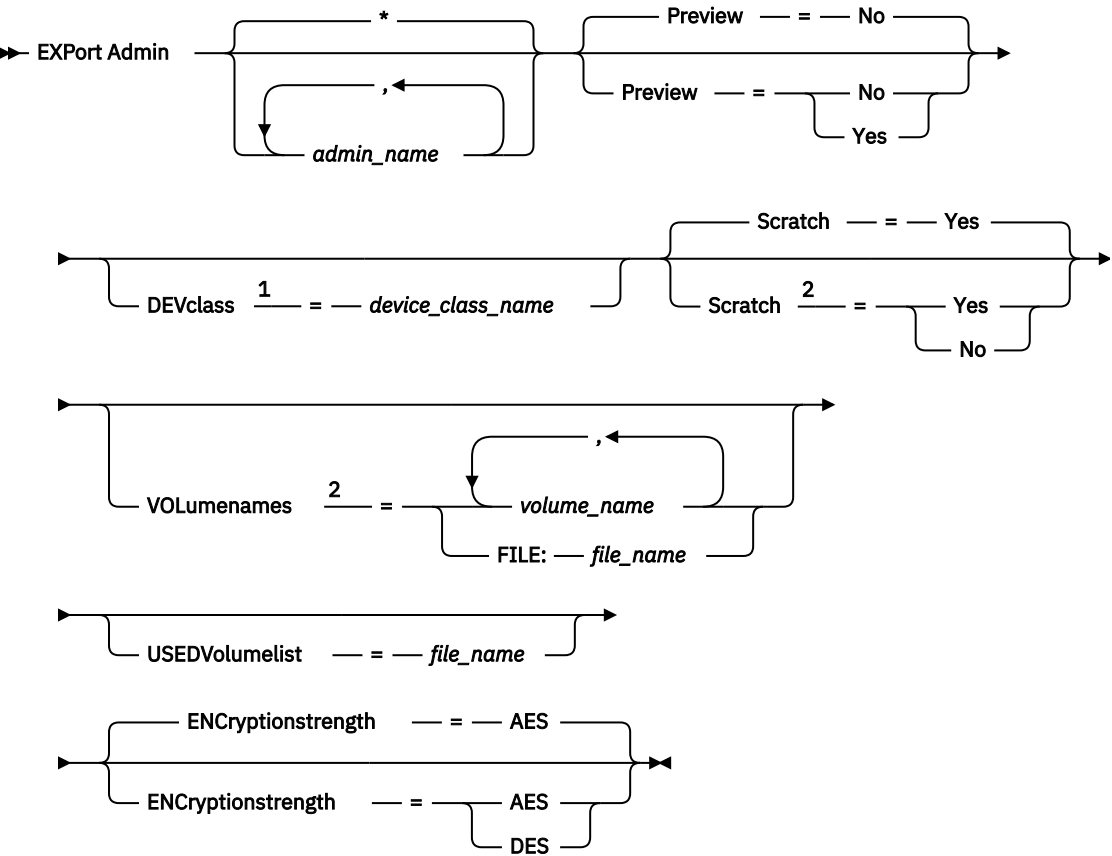 *
Preview = No
EXPort Admin
,
admin_name
Preview = No
Yes
Scratch = Yes
DEVclass 1 = device_class_name
Scratch 2 = Yes
No
,
VOLumenames 2 = volume_name
FILE: file_name
USEDVolumelist = file_name
ENCryptionstrength = AES
ENCryptionstrength = AES
DES